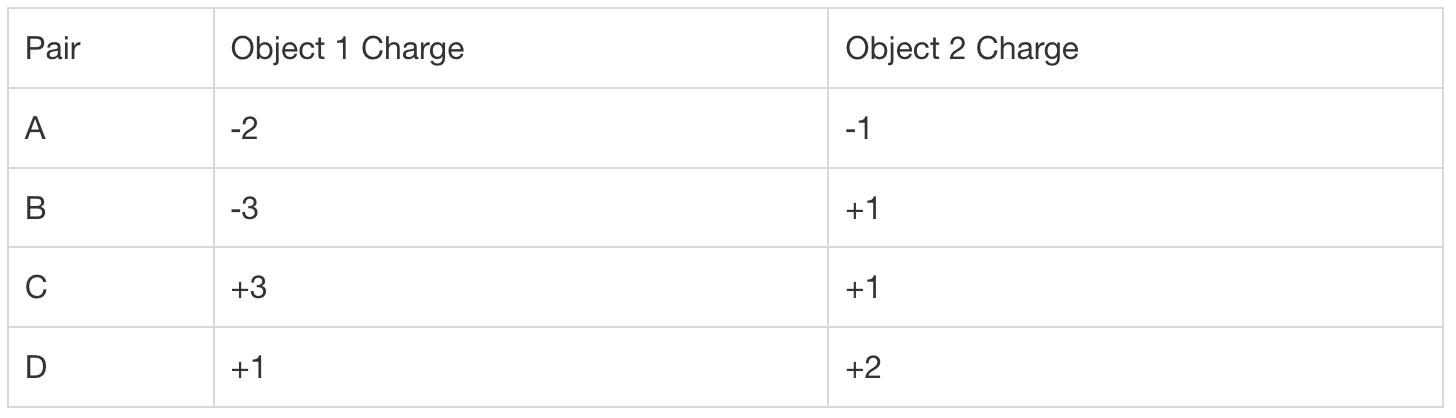 Pair Object 1 Charge Object 2 Charge
A -2 -1
B -3 +1
C +3 +1
D +1 +2